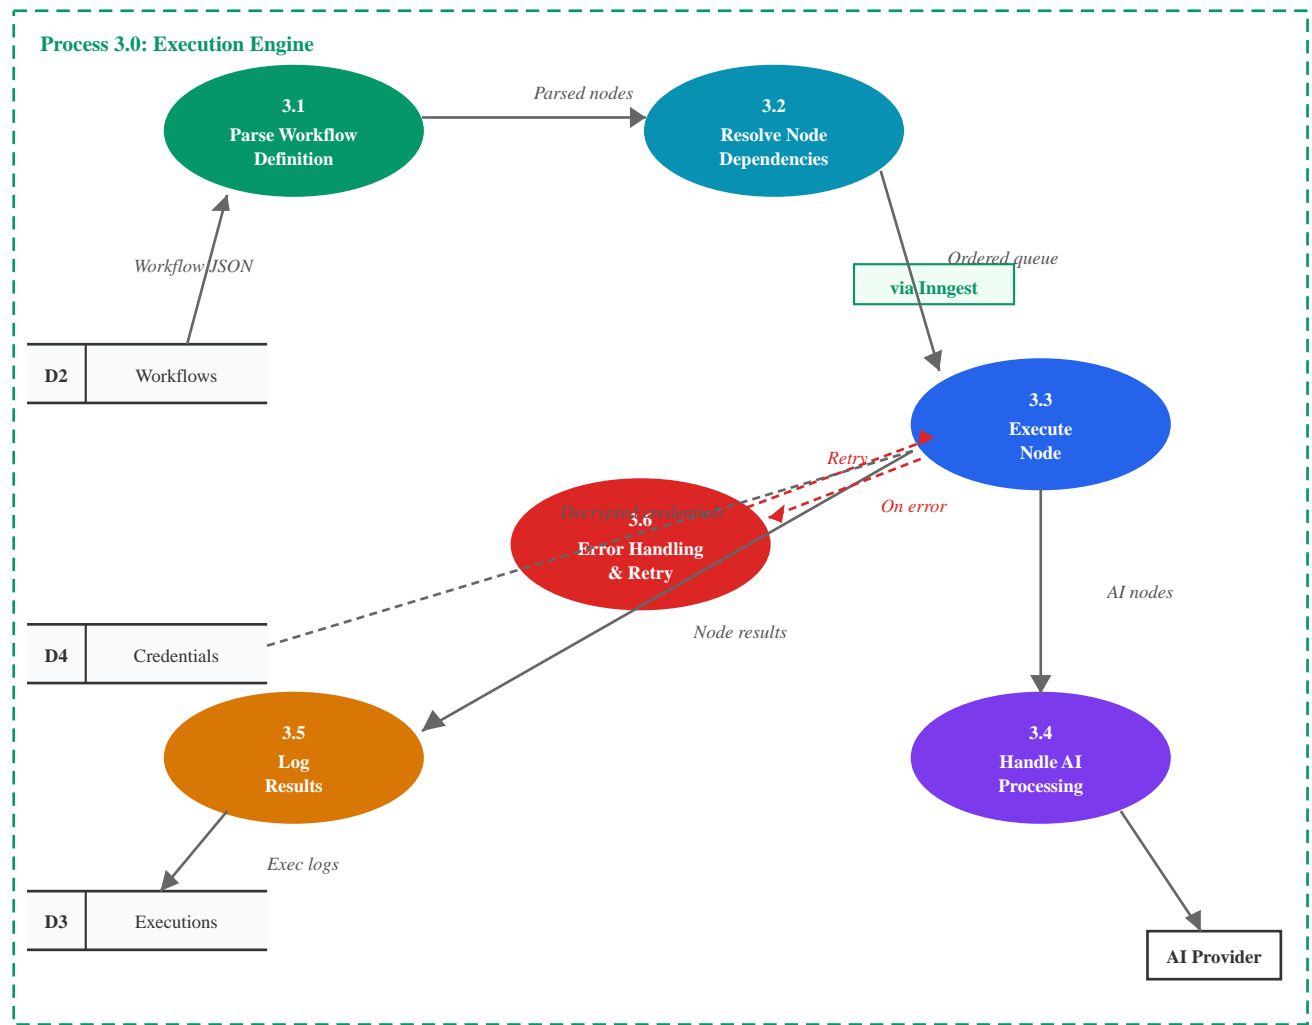 Process 3.0: Execution Engine
3.1
Parse Workflow
Definition
Parsed nodes
3.2
Resolve Node
Dependencies
Workflow JSON
Ordered queue
via Inngest
D2
Workflows
3.3
Execute
Node
Retry
On error
Decrypted credentials
3.6
Error Handling
& Retry
AI nodes
Node results
D4
Credentials
3.5
Log
Results
3.4
Handle AI
Processing
Exec logs
D3
Executions
AI Provider